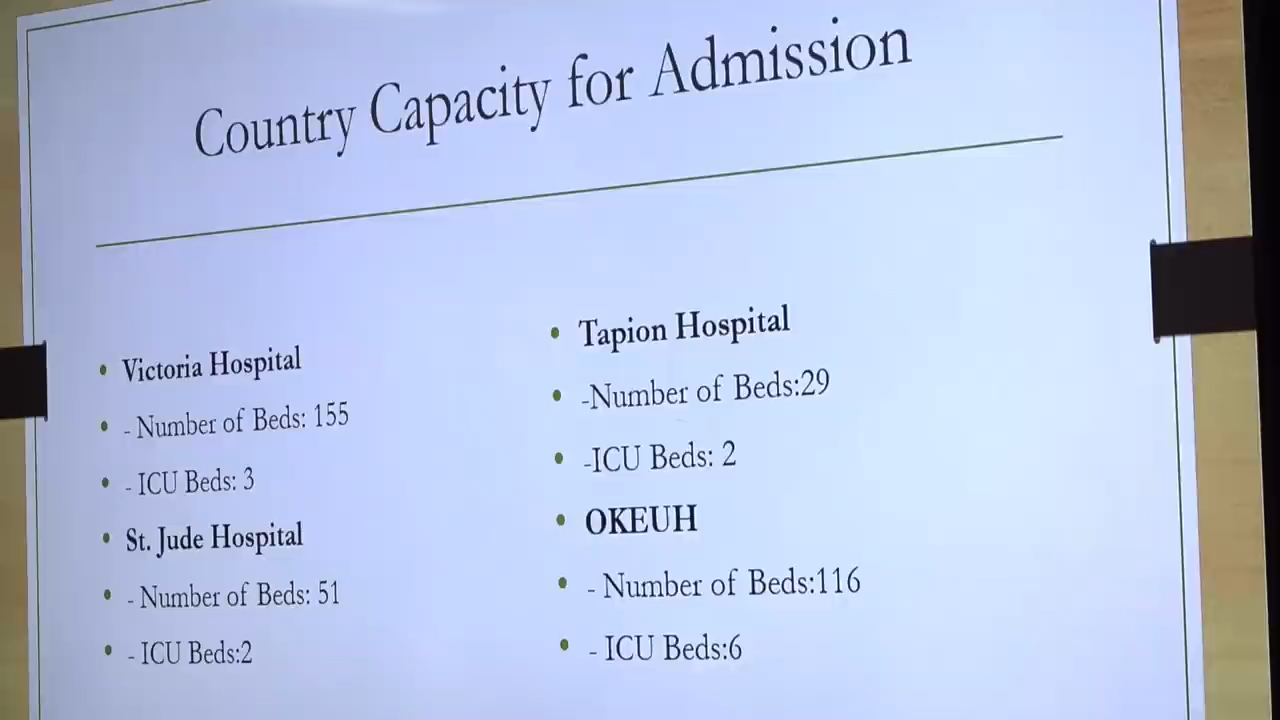 Country Capacity for Admission
• Victoria Hospital
• - Number of Beds: 155
• - ICU Beds: 3
• St. Jude Hospital
• - Number of Beds: 51
• - ICU Beds:2
• Tapion Hospital
• -Number of Beds:29
• -ICU Beds: 2
• OKEUH
• - Number of Beds:116
• - ICU Beds:6